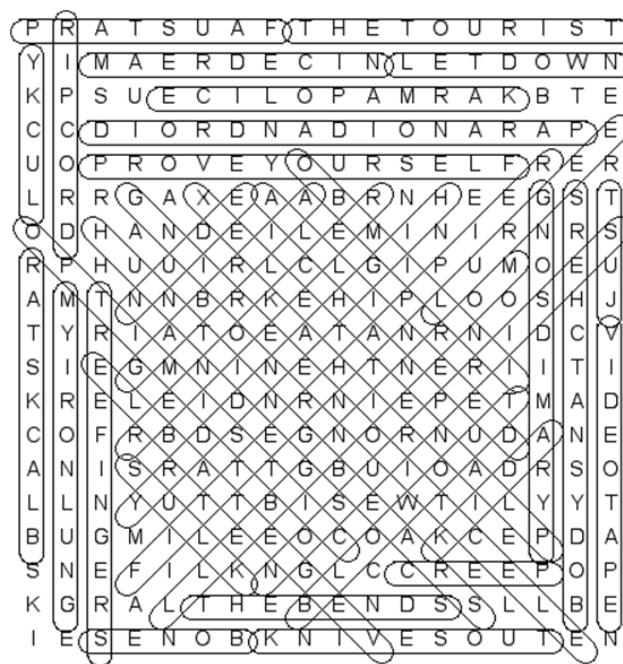 P R A T S U A F T H E T O U R I S T
Y I M A E R D E C I N L E T D O W N
K P S U E C I L O P A M R A K B T E
C C D I O R D N A D I O N A R A P E
U O P R O V E Y O U R S E L F R E R
L R R G A X E A A B R N H E E G S T
O D H A N D E I L E M I N I R N R S
R P H U U I R L C L G I P U M O E U
A M T N N B R K E H I P L O O S H J
T Y R I A T O E A T A N R N I D C V
S I E G M N I N E H T N E R I I T I
K R E L E I D N R N I E P E T M A D
C O F R B D S E G N O R N U D A N E
A N I S R A T T G B U I O A D R S O
L L N Y U T T B I S E W T I L Y Y T
B U G M I L E E O C O A K C E P D A
S N E F I L K N G L C C R E E P O P
K G R A L T H E B E N D S S L L B E
I E S E N O B K N I V E S O U T E N